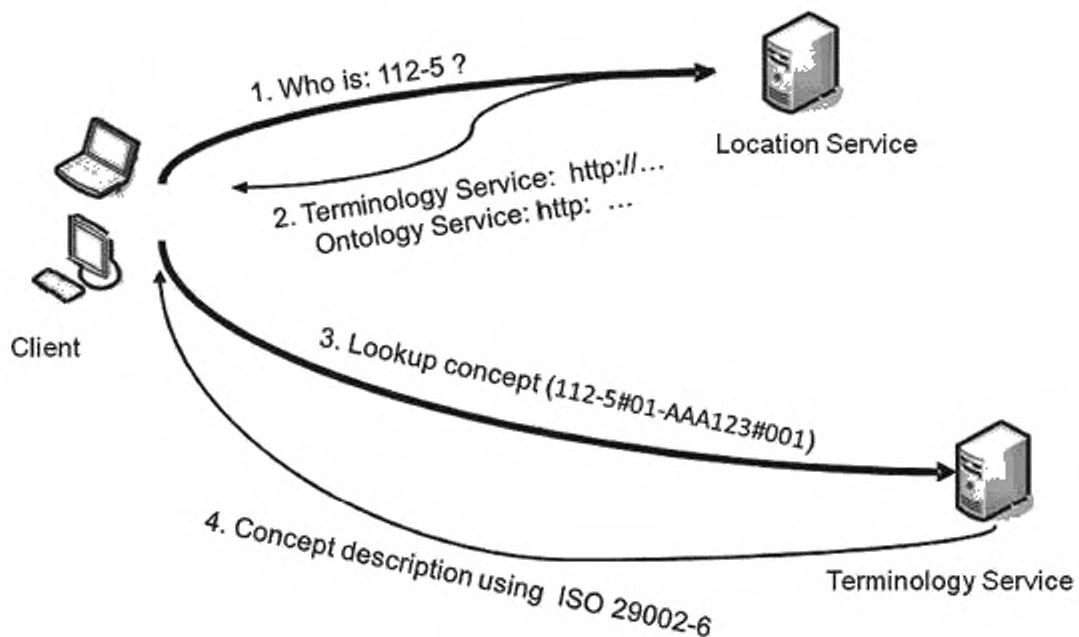 1. Who is: 112-5 ?
Location Service
2. Terminology Service: http://...
Ontology Service: http: ...
Client
3. Lookup concept (112-5#01-AAA123#001)
4. Concept description using ISO 29002-6
Terminology Service